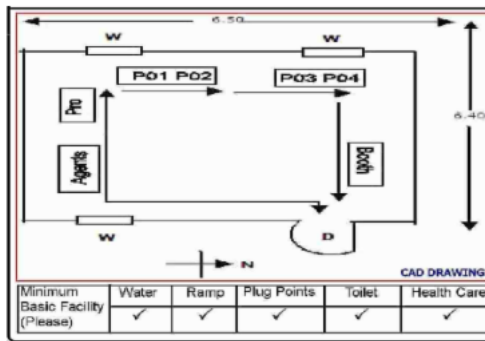 6.50
W
W
P01 P02
P03 P04
Pro
6.40
Agents
Booth
W
D
N
CAD DRAWING
Minimum Basic Facility (Please)
Water
Ramp
Plug Points
Toilet
Health Care
✓
✓
✓
✓
✓